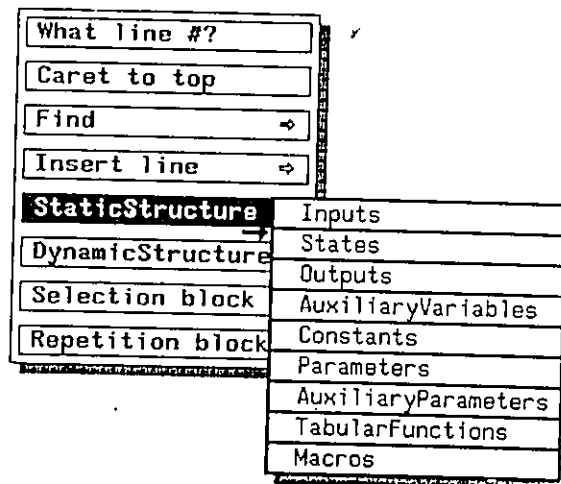 What line #?
Caret to top
Find ⇨
Insert line ⇨
StaticStructure
DynamicStructure
Selection block
Repetition block
Inputs
States
Outputs
AuxiliaryVariables
Constants
Parameters
AuxiliaryParameters
TabularFunctions
Macros